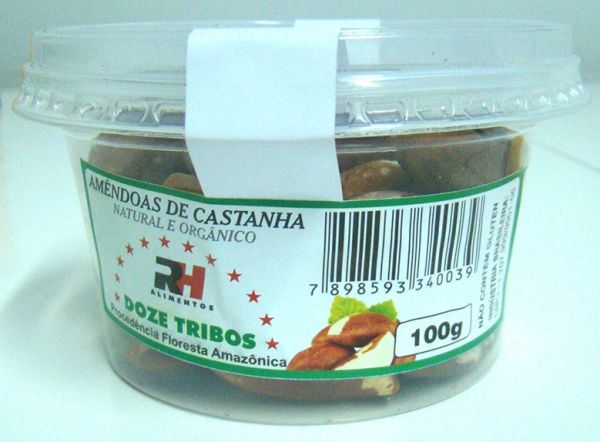 AMÊNDOAS DE CASTANHA
NATURAL E ORGÂNICO
RH
ALIMENTOS
DOZE TRIBOS
Procedência Floresta Amazônica
7 898593 340039
100g
NÃO CONTÉM GLUTEN
INDÚSTRIA BRASILEIRA: